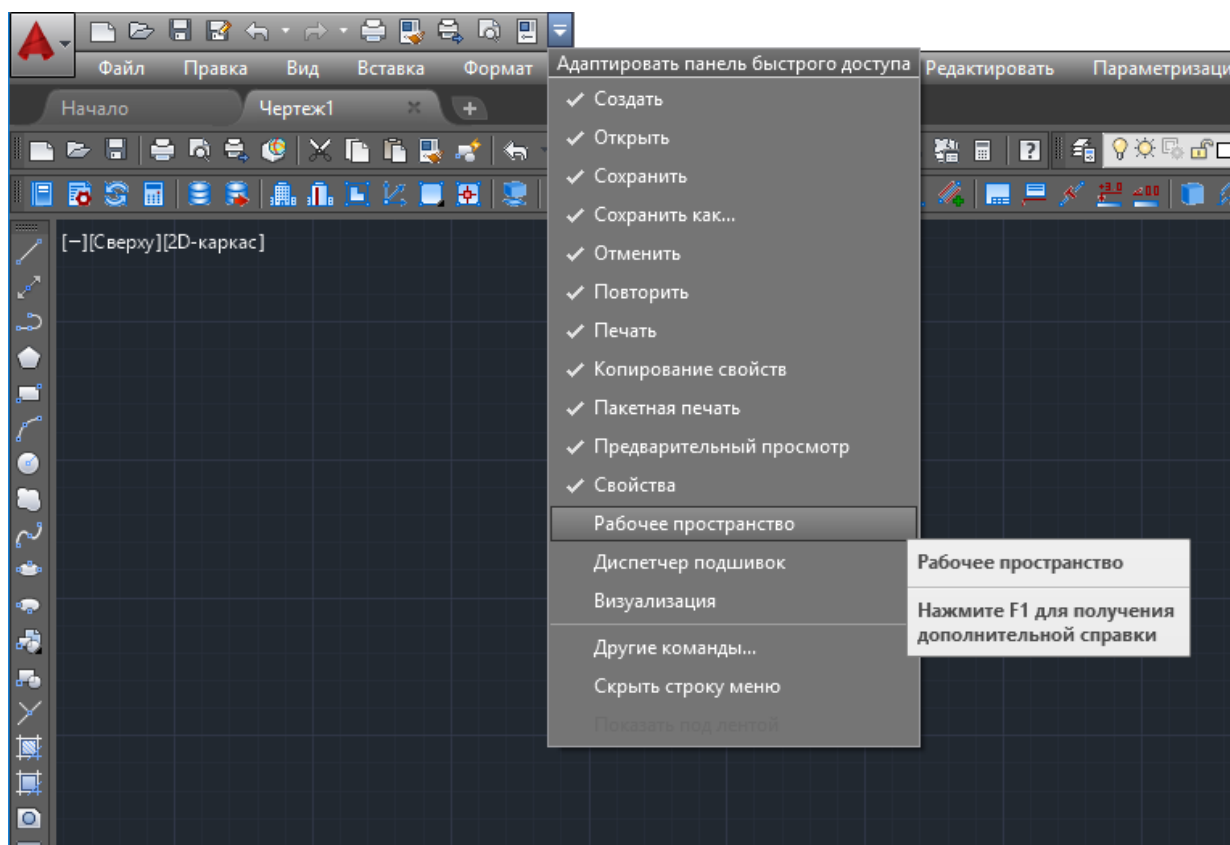 Файл Правка Вид Вставка Формат Редактировать Параметризаци
Начало Чертеж1
[−][Сверху][2D-каркас]
Адаптировать панель быстрого доступа
Создать
Открыть
Сохранить
Сохранить как...
Отменить
Повторить
Печать
Копирование свойств
Пакетная печать
Предварительный просмотр
Свойства
Рабочее пространство
Диспетчер подшивок
Визуализация
Другие команды...
Скрыть строку меню
Показать под лентой
Рабочее пространство
Нажмите F1 для получения
дополнительной справки